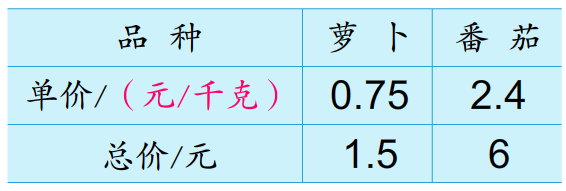 品 种 萝 卜 番 茄
单价/（元/千克） 0.75 2.4
总价/元 1.5 6